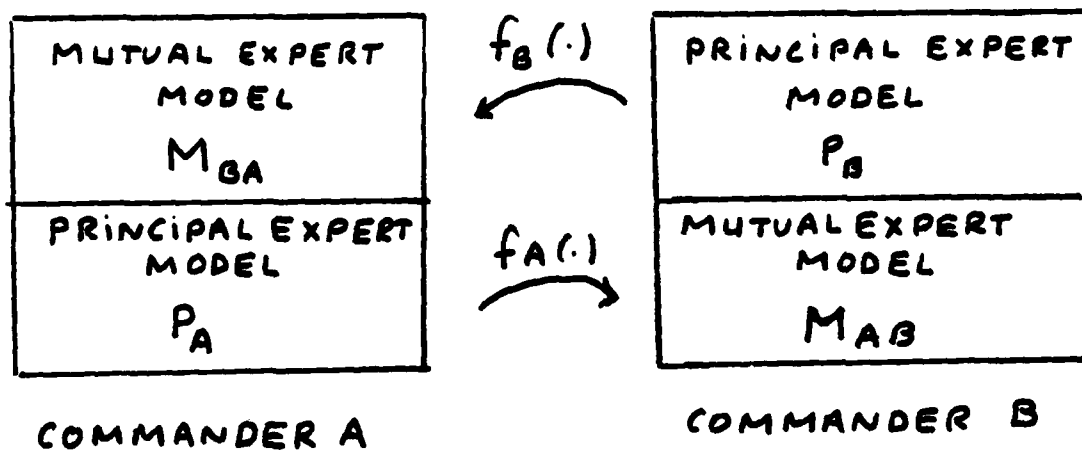 MUTUAL EXPERT
MODEL
M_BA
PRINCIPAL EXPERT
MODEL
P_A
COMMANDER A
f_B(.)
f_A(.)
PRINCIPAL EXPERT
MODEL
P_B
MUTUAL EXPERT
MODEL
M_AB
COMMANDER B